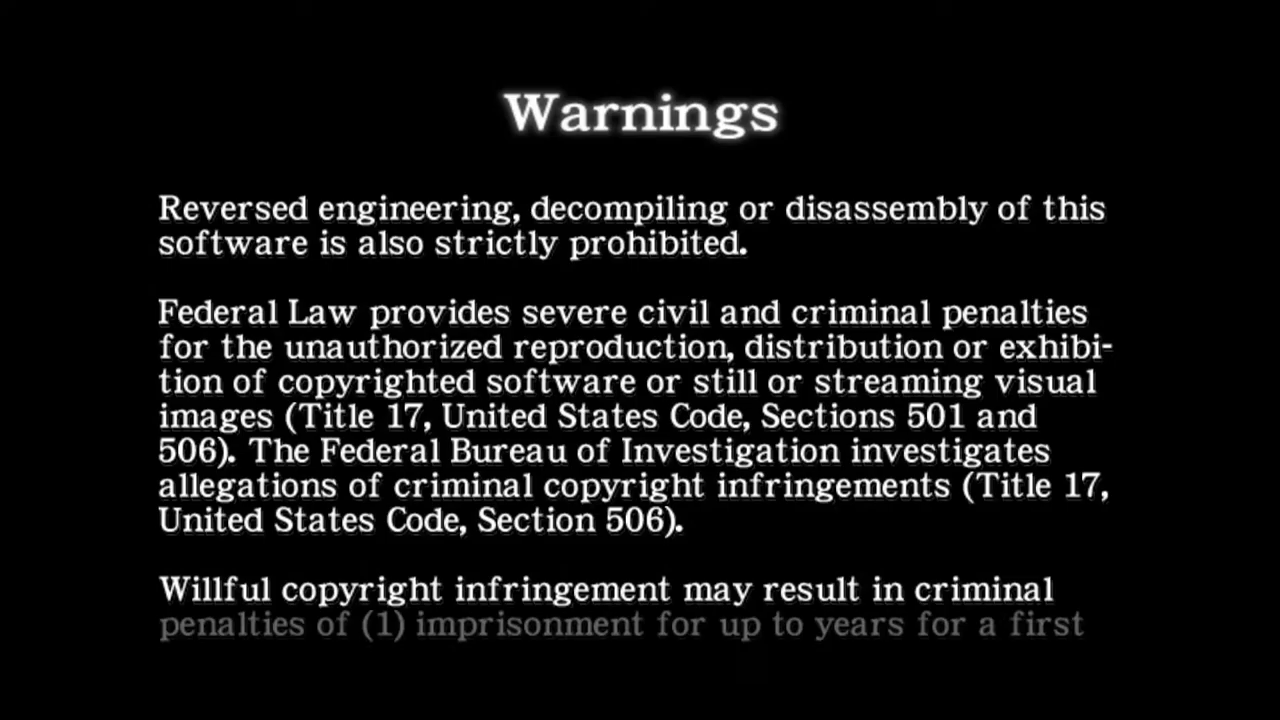 Warnings
Reversed engineering, decompiling or disassembly of this
software is also strictly prohibited.
Federal Law provides severe civil and criminal penalties
for the unauthorized reproduction, distribution or exhibi-
tion of copyrighted software or still or streaming visual
images (Title 17, United States Code, Sections 501 and
506). The Federal Bureau of Investigation investigates
allegations of criminal copyright infringements (Title 17,
United States Code, Section 506).
Willful copyright infringement may result in criminal
penalties of (1) imprisonment for up to years for a first